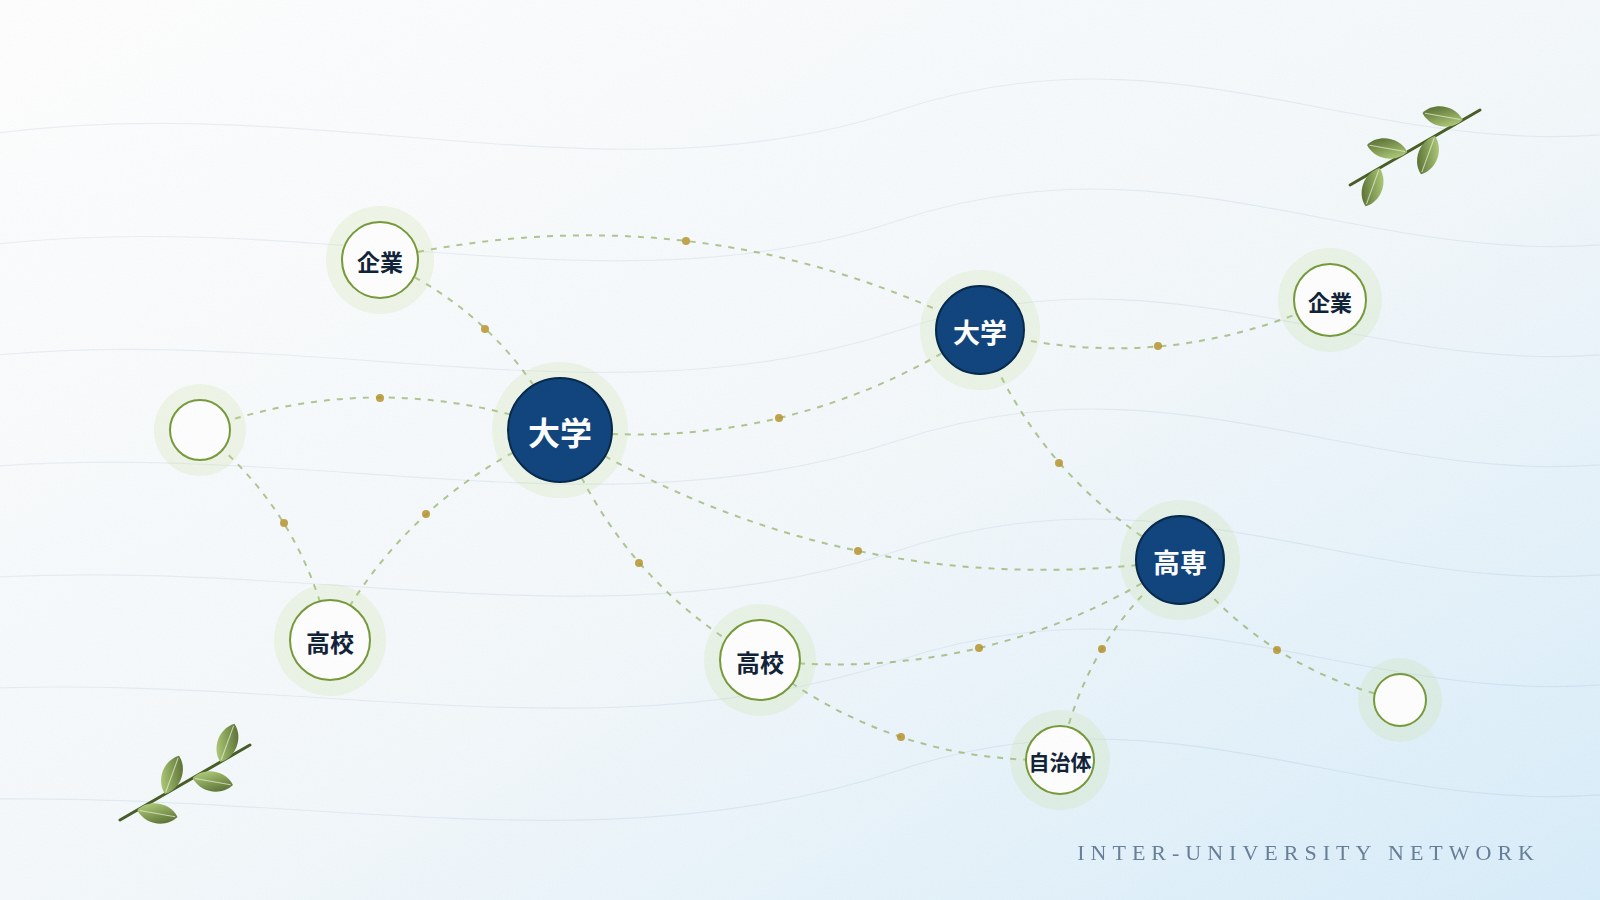 企業
企業
大学
大学
高専
高校
高校
自治体
INTER-UNIVERSITY NETWORK